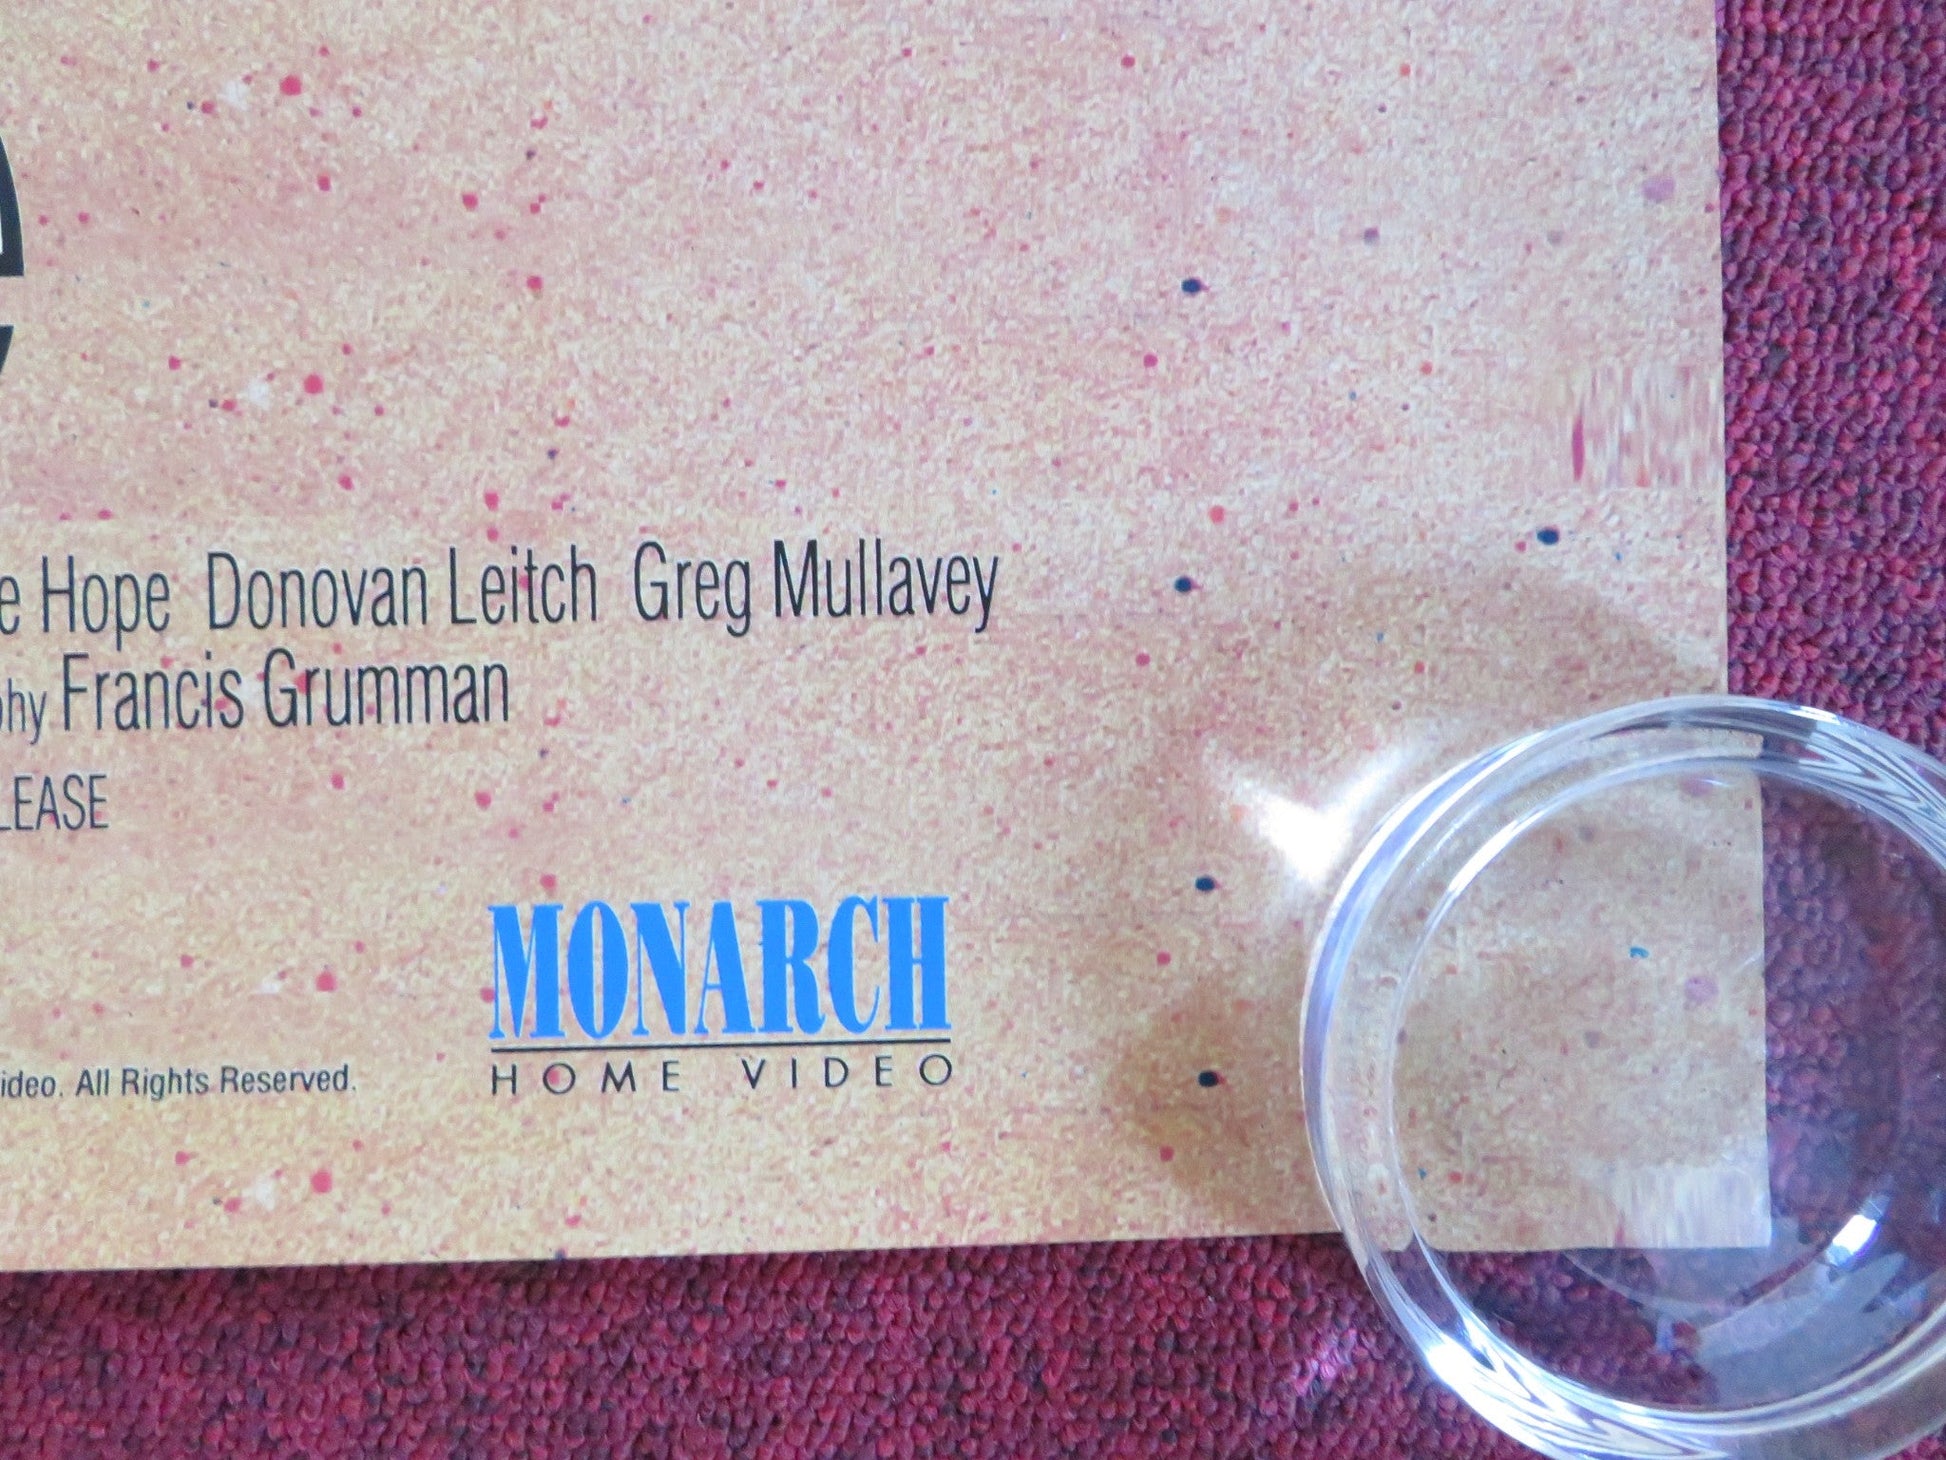 e Hope Donovan Leitch Greg Mullavey
phy Francis Grumman
LEASE
MONARCH
HOME VIDEO
ideo. All Rights Reserved.